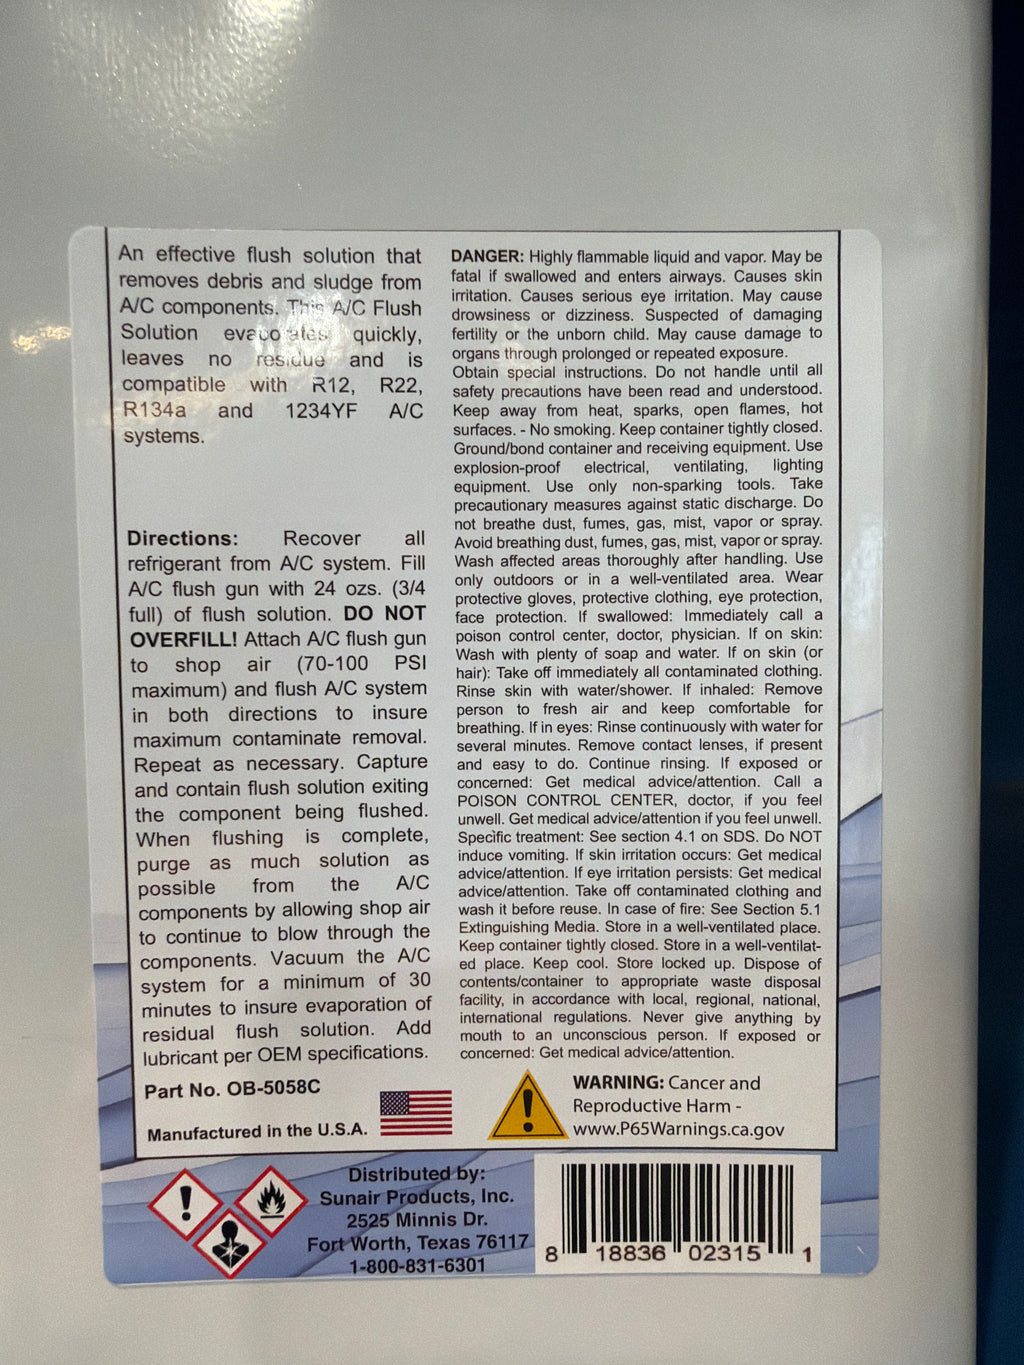 An effective flush solution that
removes debris and sludge from
A/C components. This A/C Flush
Solution evaporates quickly,
leaves no residue and is
compatible with R12, R22,
R134a and 1234YF A/C
systems.
Directions: Recover all
refrigerant from A/C system. Fill
A/C flush gun with 24 ozs. (3/4
full) of flush solution. DO NOT
OVERFILL! Attach A/C flush gun
to shop air (70-100 PSI
maximum) and flush A/C system
in both directions to insure
maximum contaminate removal.
Repeat as necessary. Capture
and contain flush solution exiting
the component being flushed.
When flushing is complete,
purge as much solution as
possible from the A/C
components by allowing shop air
to continue to blow through the
components. Vacuum the A/C
system for a minimum of 30
minutes to insure evaporation of
residual flush solution. Add
lubricant per OEM specifications.
Part No. OB-5058C
Manufactured in the U.S.A.
DANGER: Highly flammable liquid and vapor. May be
fatal if swallowed and enters airways. Causes skin
irritation. Causes serious eye irritation. May cause
drowsiness or dizziness. Suspected of damaging
fertility or the unborn child. May cause damage to
organs through prolonged or repeated exposure.
Obtain special instructions. Do not handle until all
safety precautions have been read and understood.
Keep away from heat, sparks, open flames, hot
surfaces. - No smoking. Keep container tightly closed.
Ground/bond container and receiving equipment. Use
explosion-proof electrical, ventilating, lighting
equipment. Use only non-sparking tools. Take
precautionary measures against static discharge. Do
not breathe dust, fumes, gas, mist, vapor or spray.
Avoid breathing dust, fumes, gas, mist, vapor or spray.
Wash affected areas thoroughly after handling. Use
only outdoors or in a well-ventilated area. Wear
protective gloves, protective clothing, eye protection,
face protection. If swallowed: Immediately call a
poison control center, doctor, physician. If on skin:
Wash with plenty of soap and water. If on skin (or
hair): Take off immediately all contaminated clothing.
Rinse skin with water/shower. If inhaled: Remove
person to fresh air and keep comfortable for
breathing. If in eyes: Rinse continuously with water for
several minutes. Remove contact lenses, if present
and easy to do. Continue rinsing. If exposed or
concerned: Get medical advice/attention. Call a
POISON CONTROL CENTER, doctor, if you feel
unwell. Get medical advice/attention if you feel unwell.
Specific treatment: See section 4.1 on SDS. Do NOT
induce vomiting. If skin irritation occurs: Get medical
advice/attention. If eye irritation persists: Get medical
advice/attention. Take off contaminated clothing and
wash it before reuse. In case of fire: See Section 5.1
Extinguishing Media. Store in a well-ventilated place.
Keep container tightly closed. Store in a well-ventilat-
ed place. Keep cool. Store locked up. Dispose of
contents/container to appropriate waste disposal
facility, in accordance with local, regional, national,
international regulations. Never give anything by
mouth to an unconscious person. If exposed or
concerned: Get medical advice/attention.
WARNING: Cancer and
Reproductive Harm -
www.P65Warnings.ca.gov
Distributed by:
Sunair Products, Inc.
2525 Minnis Dr.
Fort Worth, Texas 76117
1-800-831-6301
8 18836 02315 1